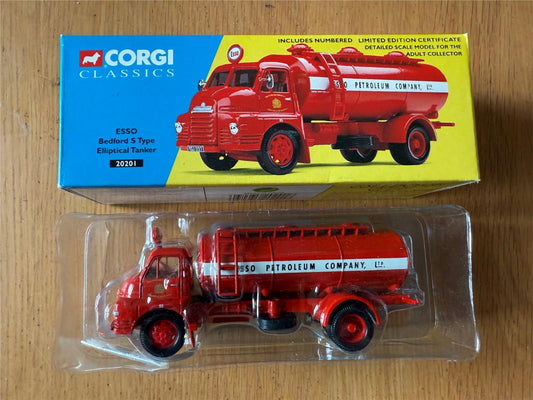 INCLUDES NUMBERED LIMITED EDITION CERTIFICATE
DETAILED SCALE MODEL FOR THE
ADULT COLLECTOR
CORGI
CLASSICS
ESSO
Bedford S Type
Elliptical Tanker
20201
ESSO
SO PETROLEUM COMPANY, LTD.
ESSO PETROLEUM COMPANY, LTD.